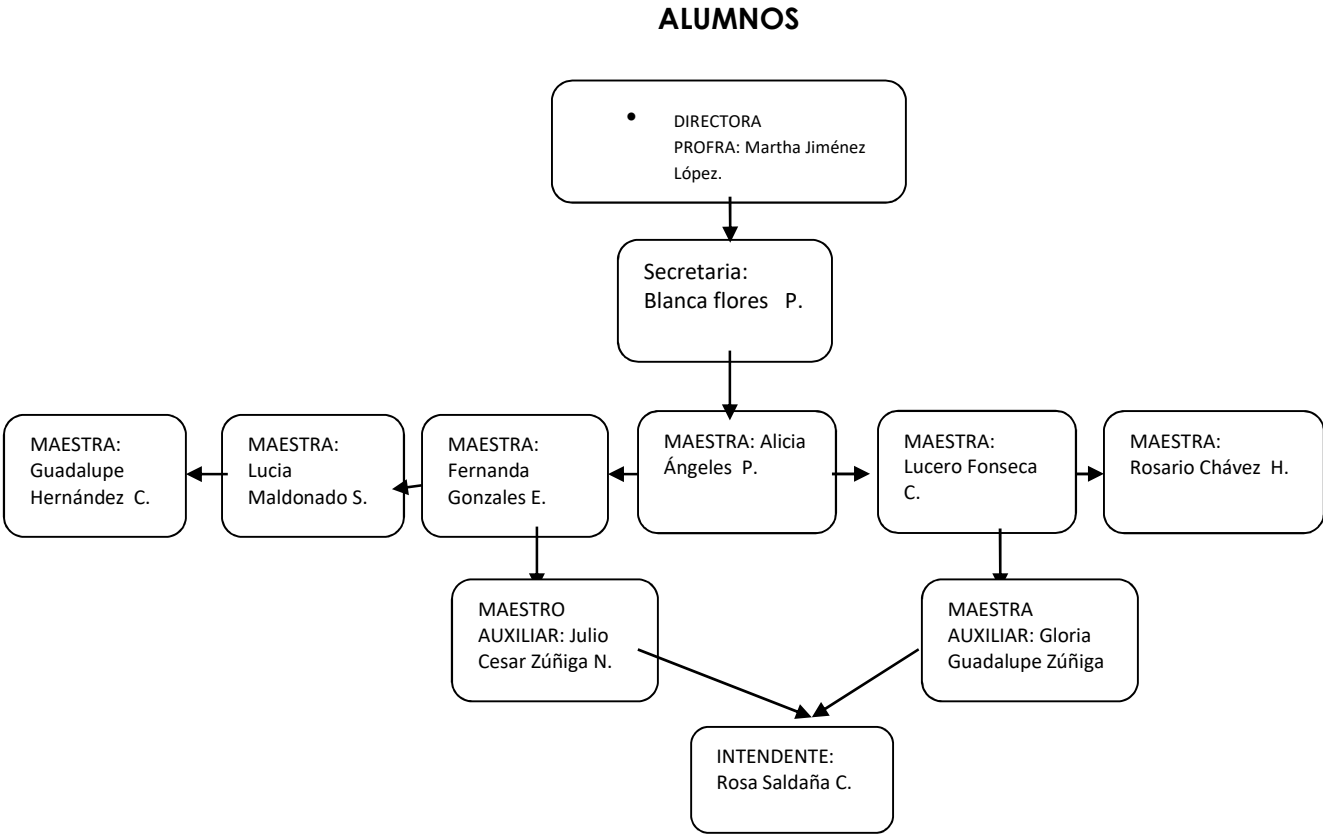 ALUMNOS
• DIRECTORA
PROFRA: Martha Jiménez
López.
Secretaria:
Blanca flores P.
MAESTRA:
Guadalupe
Hernández C.
MAESTRA:
Lucia
Maldonado S.
MAESTRA:
Fernanda
Gonzales E.
MAESTRA: Alicia
Ángeles P.
MAESTRA:
Lucero Fonseca
C.
MAESTRA:
Rosario Chávez H.
MAESTRO
AUXILIAR: Julio
Cesar Zúñiga N.
MAESTRA
AUXILIAR: Gloria
Guadalupe Zúñiga
INTENDENTE:
Rosa Saldaña C.